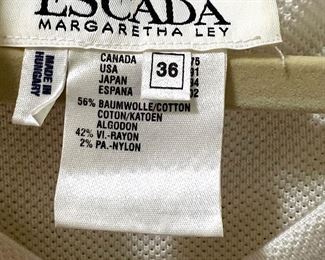 ESCADA
MARGARETHA LEY
MADE IN
HUNGARY
CANADA
USA
JAPAN
ESPANA
36
56% BAUMWOLLE/COTTON
COTON/KATOEN
ALGODON
42% VI.-RAYON
2% PA.-NYLON